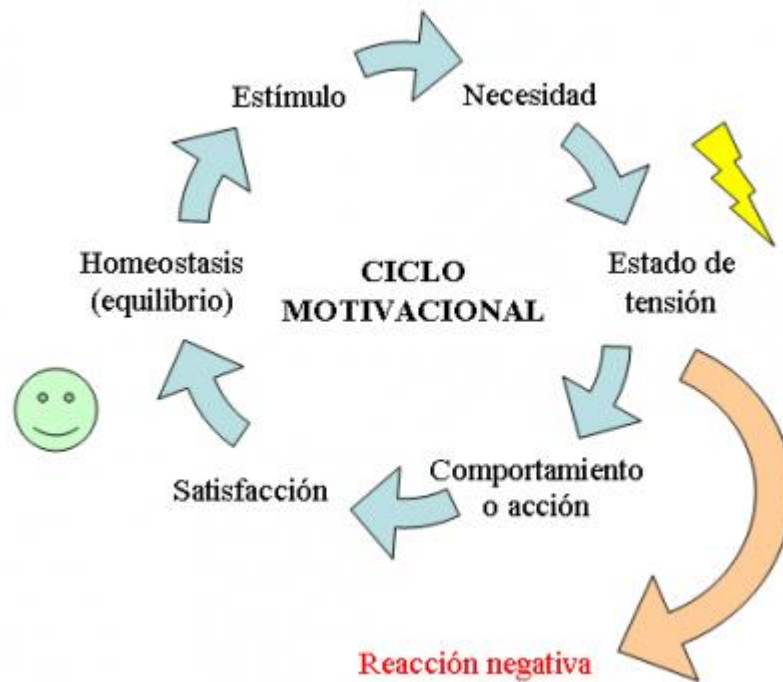 Estímulo
Necesidad
Estado de
tensión
Comportamiento
o acción
Satisfacción
Homeostasis
(equilibrio)
CICLO
MOTIVACIONAL
Reacción negativa